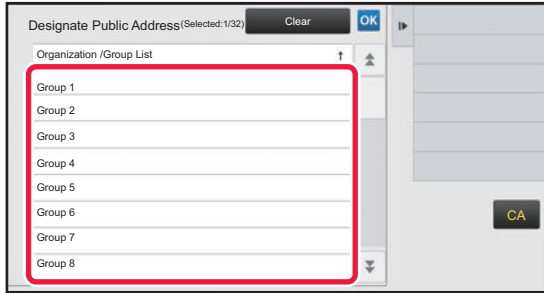 Designate Public Address(Selected:1/32) Clear OK
Organization /Group List ↑
Group 1
Group 2
Group 3
Group 4
Group 5
Group 6
CA
Group 7
Group 8